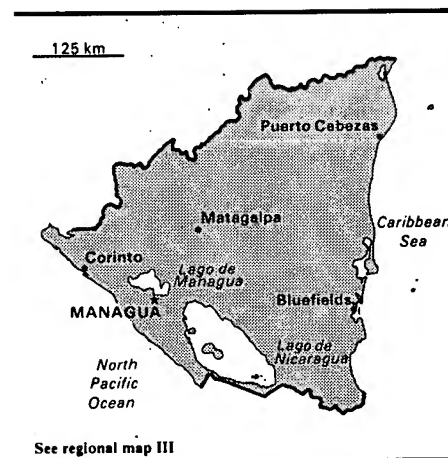 125 km
Puerto Cabezas
Matagalpa
Caribbean
Sea
Corinto
Lago de
Managua
MANAGUA
Bluefields
Lago de
Nicaragua
North
Pacific
Ocean
See regional map III